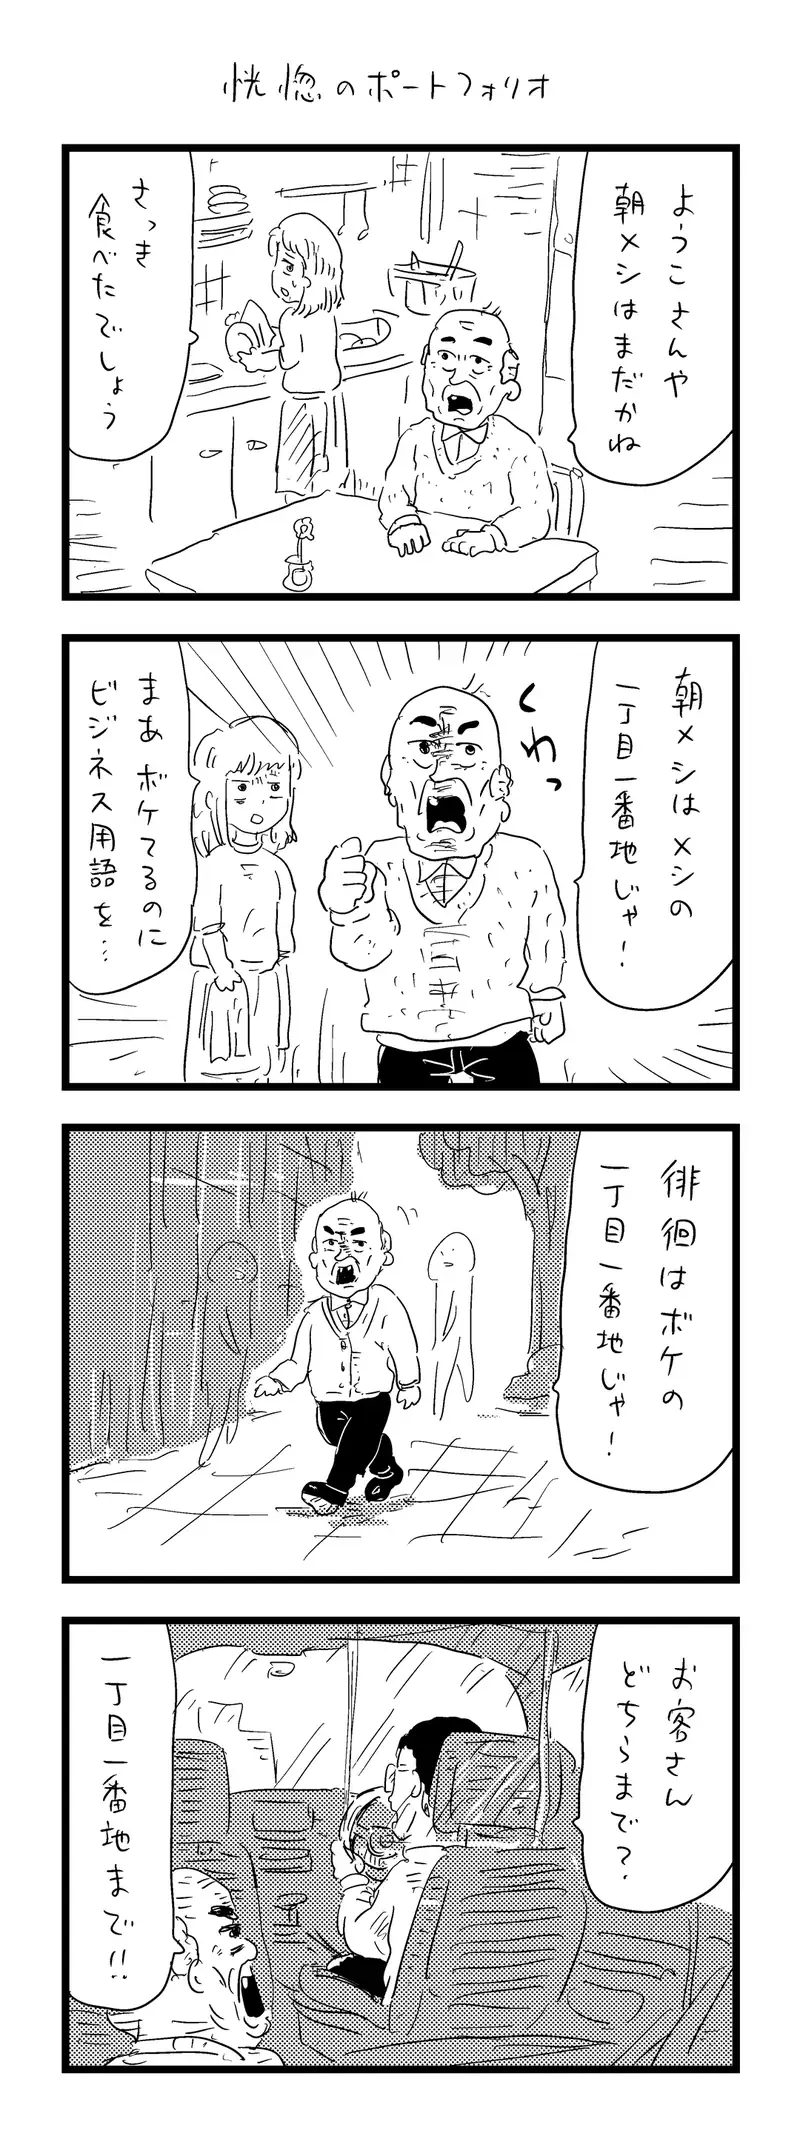 恍惚のポートフォリオ
ようこさんや
朝メシはまだかね
さっき
食べたでしょう
朝メシはメシの
一丁目一番地じゃ!
くわっ
まあボケてるのに
ビジネス用語を…
徘徊はボケの
一丁目一番地じゃ!
お客さん
どちらまで?
一丁目一番地まで!!